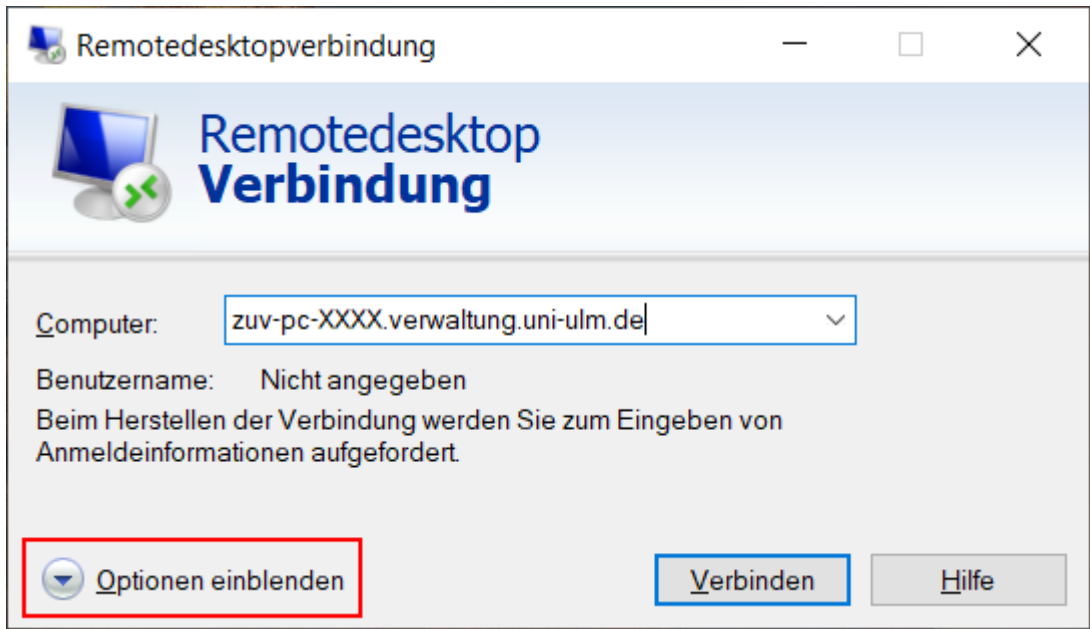 Remotedesktopverbindung
Remotedesktop
Verbindung
Computer: zuv-pc-XXXX.verwaltung.uni-ulm.de
Benutzername: Nicht angegeben
Beim Herstellen der Verbindung werden Sie zum Eingeben von
Anmeldeinformationen aufgefordert.
Optionen einblenden Verbinden Hilfe